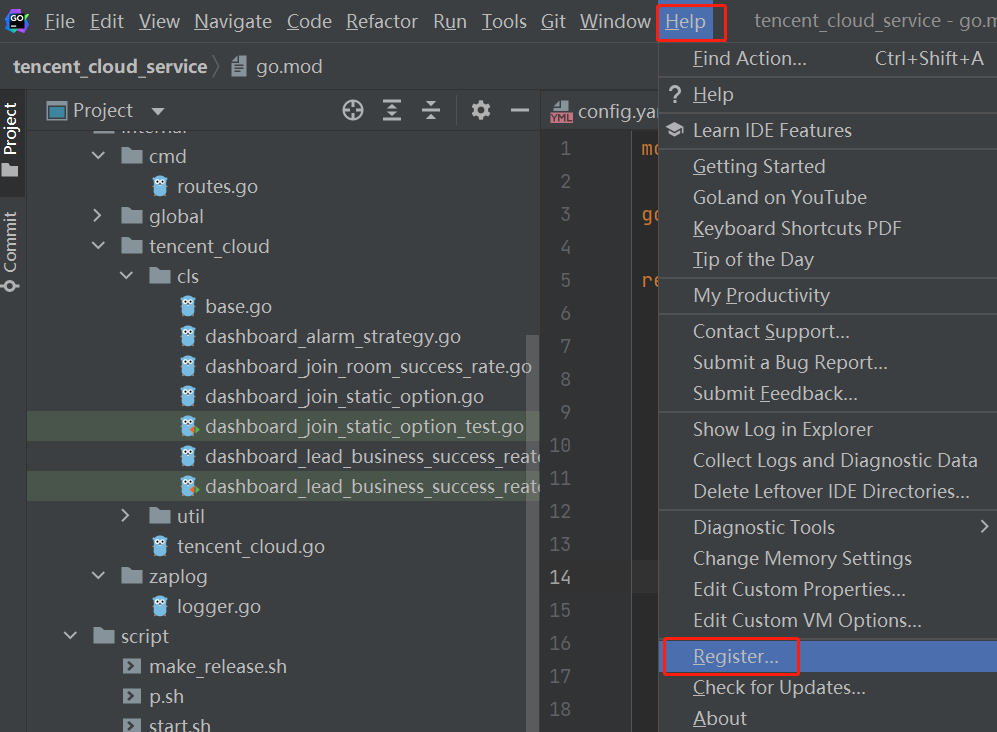 GO
File Edit View Navigate Code Refactor Run Tools Git Window Help tencent_cloud_service - go.m
tencent_cloud_service go.mod
Project
Project
Commit
internal
cmd
routes.go
global
tencent_cloud
cls
base.go
dashboard_alarm_strategy.go
dashboard_join_room_success_rate.go
dashboard_join_static_option.go
dashboard_join_static_option_test.go
dashboard_lead_business_success_reate
dashboard_lead_business_success_reate
util
tencent_cloud.go
zaplog
logger.go
script
make_release.sh
p.sh
start.sh
YML config.ya
1 mo
2
3 go
4
5 re
6
7
8
9
10
11
12
13
14
15
16
17
18
Find Action... Ctrl+Shift+A
? Help
Learn IDE Features
Getting Started
GoLand on YouTube
Keyboard Shortcuts PDF
Tip of the Day
My Productivity
Contact Support...
Submit a Bug Report...
Submit Feedback...
Show Log in Explorer
Collect Logs and Diagnostic Data
Delete Leftover IDE Directories...
Diagnostic Tools
Change Memory Settings
Edit Custom Properties...
Edit Custom VM Options...
Register...
Check for Updates...
About